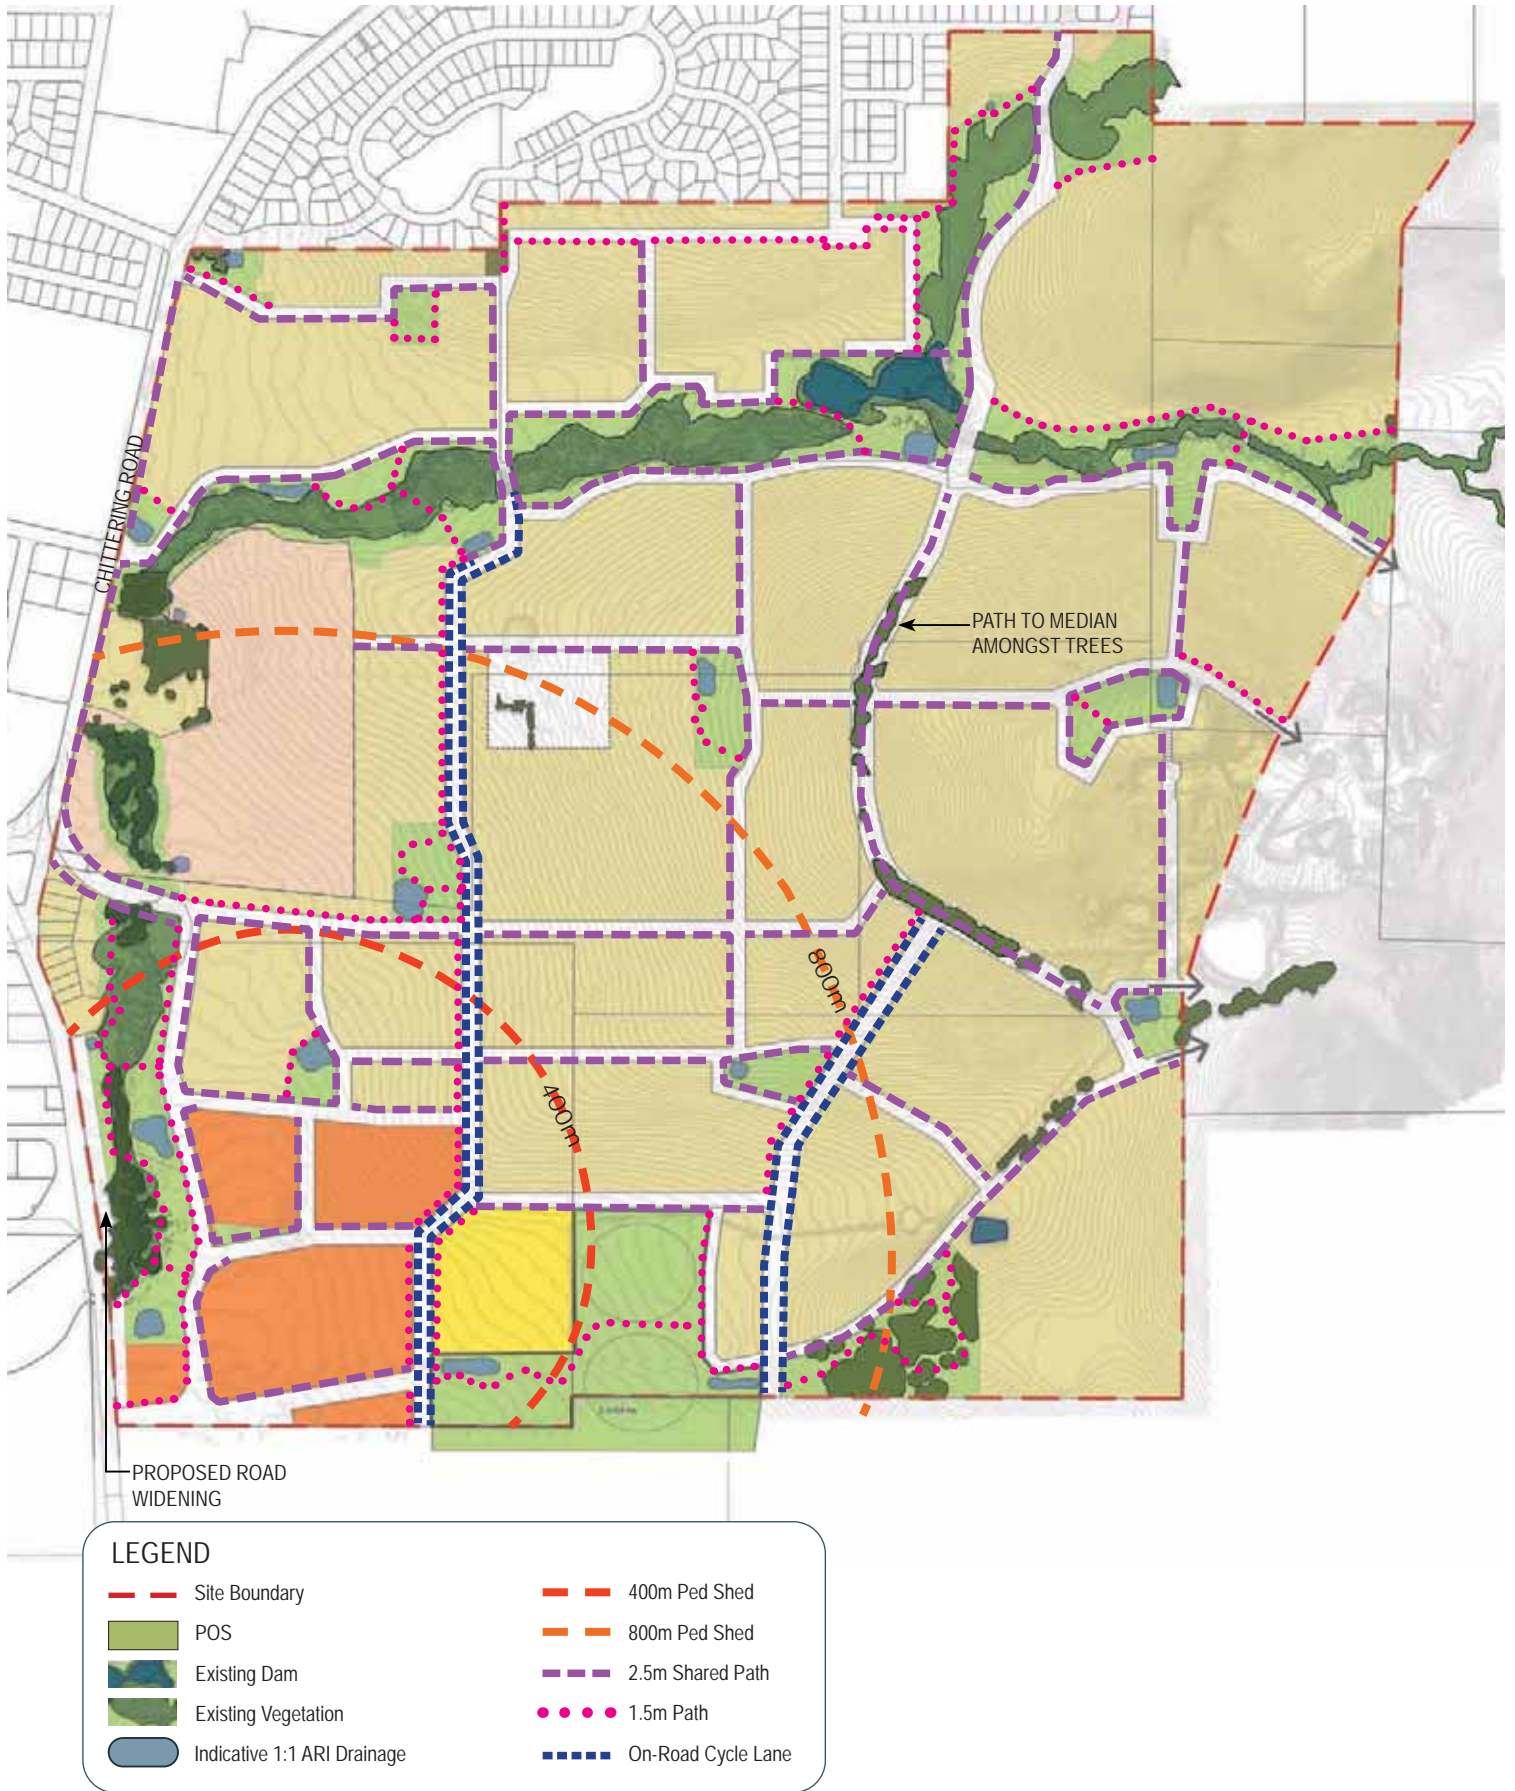 CHITTERING ROAD
PATH TO MEDIAN
AMONGST TREES
800m
400m
PROPOSED ROAD
WIDENING
LEGEND
Site Boundary
POS
Existing Dam
Existing Vegetation
Indicative 1:1 ARI Drainage
400m Ped Shed
800m Ped Shed
2.5m Shared Path
1.5m Path
On-Road Cycle Lane